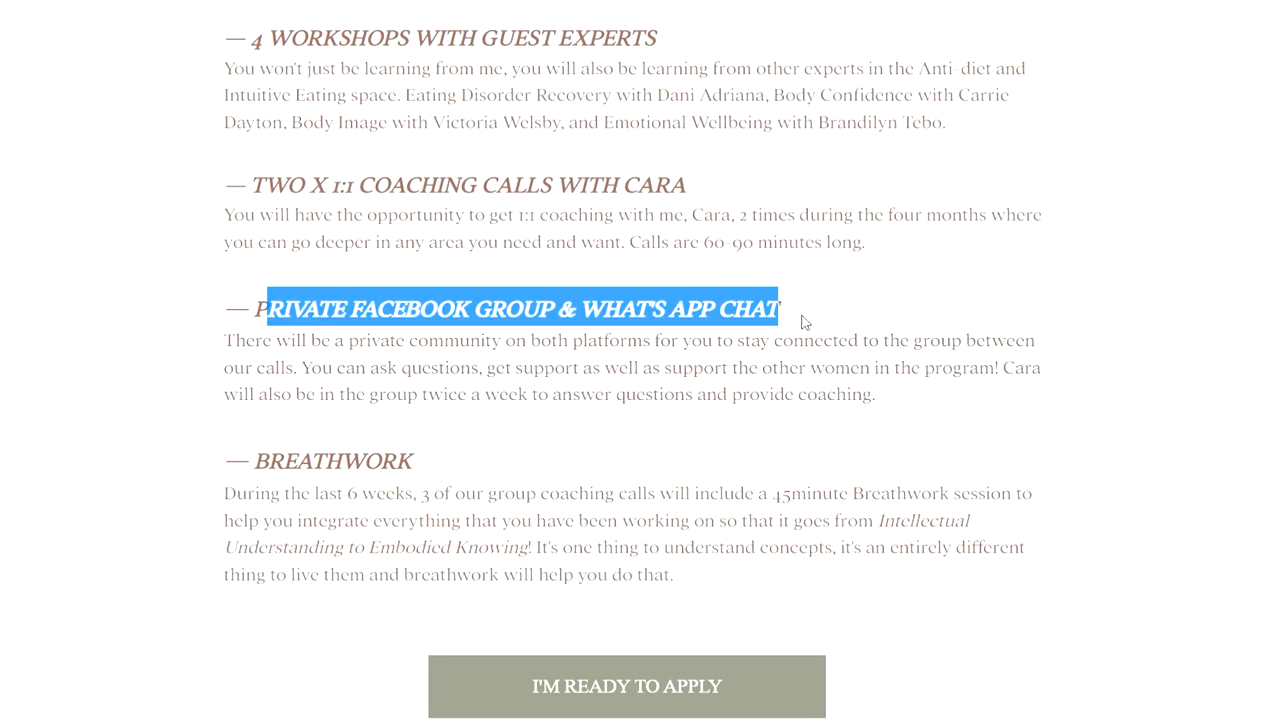 — 4 WORKSHOPS WITH GUEST EXPERTS
You won't just be learning from me, you will also be learning from other experts in the Anti-diet and
Intuitive Eating space. Eating Disorder Recovery with Dani Adriana, Body Confidence with Carrie
Dayton, Body Image with Victoria Welsby, and Emotional Wellbeing with Brandilyn Tebo.
— TWO X 1:1 COACHING CALLS WITH CARA
You will have the opportunity to get 1:1 coaching with me, Cara, 2 times during the four months where
you can go deeper in any area you need and want. Calls are 60-90 minutes long.
— PRIVATE FACEBOOK GROUP & WHAT'S APP CHAT
There will be a private community on both platforms for you to stay connected to the group between
our calls. You can ask questions, get support as well as support the other women in the program! Cara
will also be in the group twice a week to answer questions and provide coaching.
— BREATHWORK
During the last 6 weeks, 3 of our group coaching calls will include a 45minute Breathwork session to
help you integrate everything that you have been working on so that it goes from Intellectual
Understanding to Embodied Knowing! It's one thing to understand concepts, it's an entirely different
thing to live them and breathwork will help you do that.
I'M READY TO APPLY